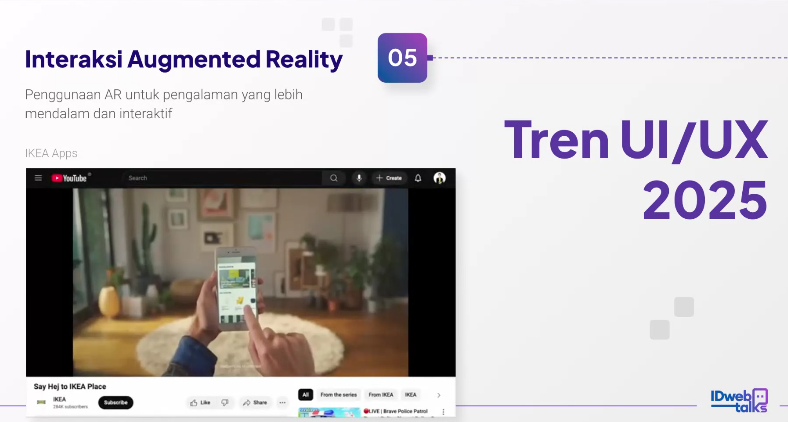 Interaksi Augmented Reality
05
Penggunaan AR untuk pengalaman yang lebih
mendalam dan interaktif
Tren UI/UX
2025
IKEA Apps
YouTube
Search
Create
Say Hej to IKEA Place
IKEA
284K subscribers
Subscribe
Like
Share
All
From the series
From IKEA
IKEA
LIVE | Brave Police Patrol
IDweb
talks